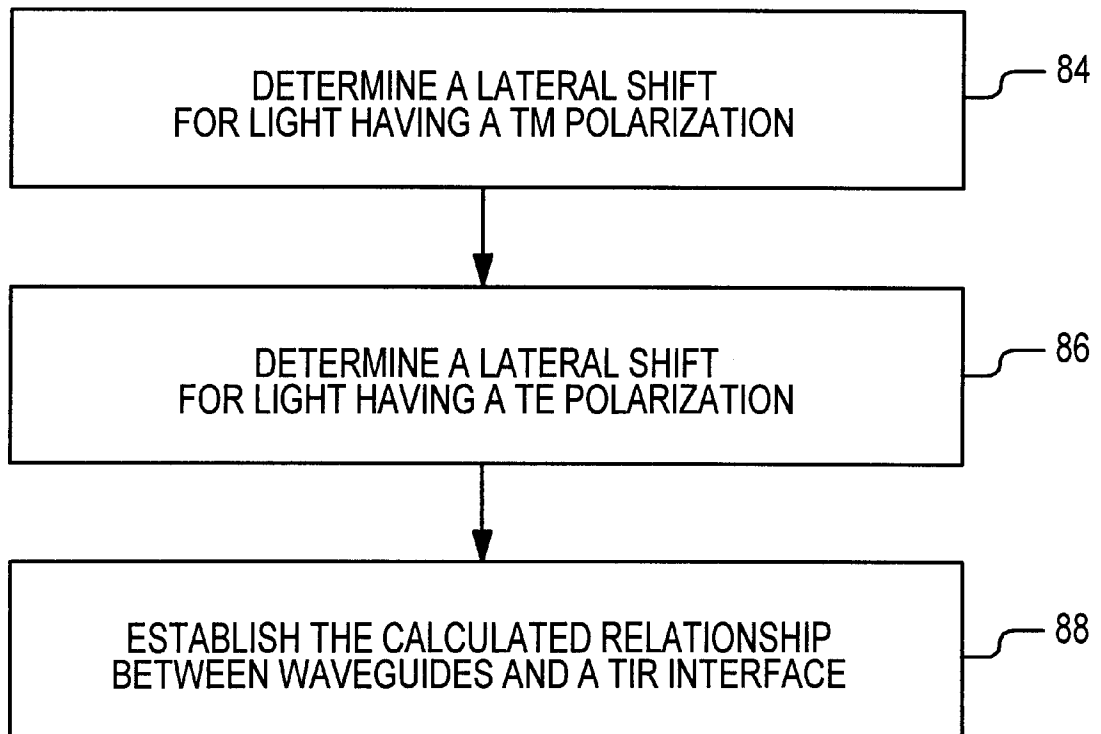 DETERMINE A LATERAL SHIFT
FOR LIGHT HAVING A TM POLARIZATION
84
DETERMINE A LATERAL SHIFT
FOR LIGHT HAVING A TE POLARIZATION
86
ESTABLISH THE CALCULATED RELATIONSHIP
BETWEEN WAVEGUIDES AND A TIR INTERFACE
88